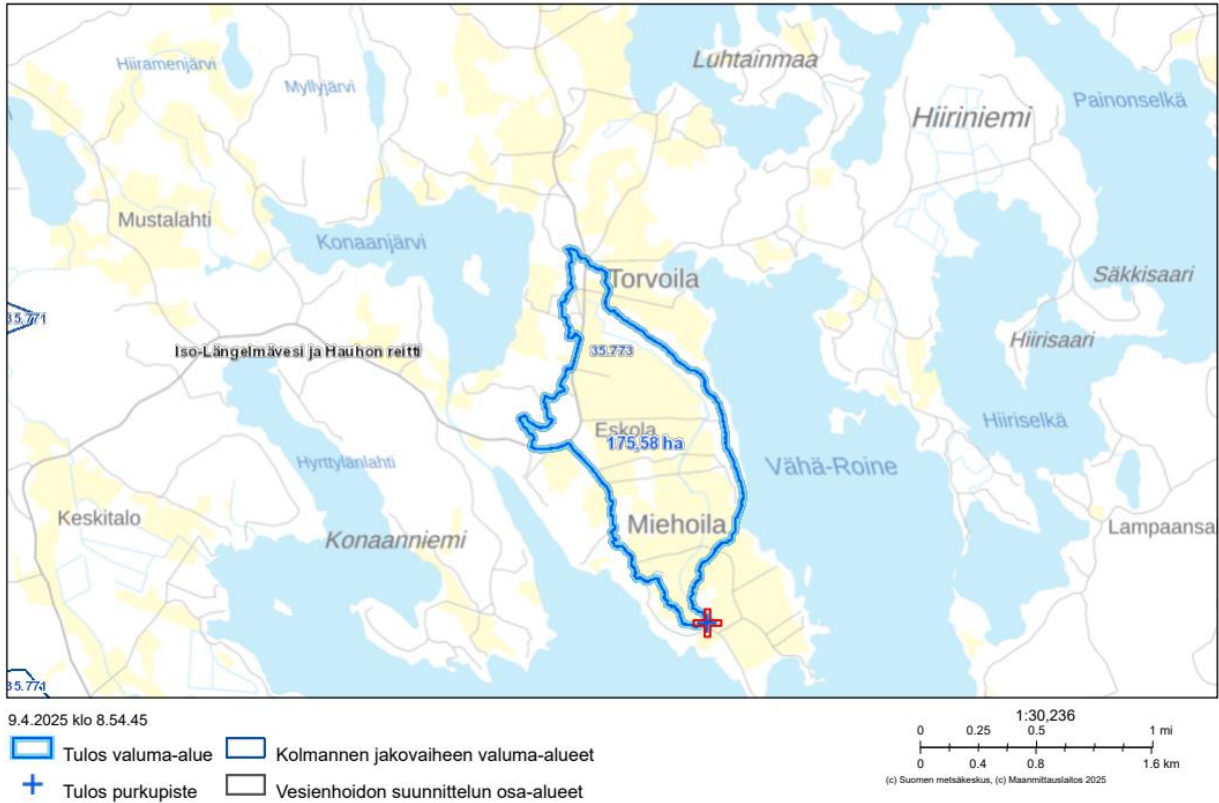 Luhtainmaa
Hiiramenjärvi
Myllyjärvi
Painonselkä
Hiiriniemi
Mustalahti
Konaanjärvi
Torvoila
Säkkisaari
35.771
Hiirisaari
Iso-Längelmävesi ja Hauhon reitti
35.773
Hiiriselkä
Eskola
175,58 ha
Vähä-Roine
Hyrttylänlahti
Keskitalo
Miehoila
Lampaansa
Konaanniemi
35.771
9.4.2025 klo 8.54.45
1:30,236
0 0.25 0.5 1 mi
0 0.4 0.8 1.6 km
(c) Suomen metsäkeskus, (c) Maanmittauslaitos 2025
Tulos valuma-alue
Kolmannen jakovaiheen valuma-alueet
Tulos purkupiste
Vesienhoidon suunnittelun osa-alueet